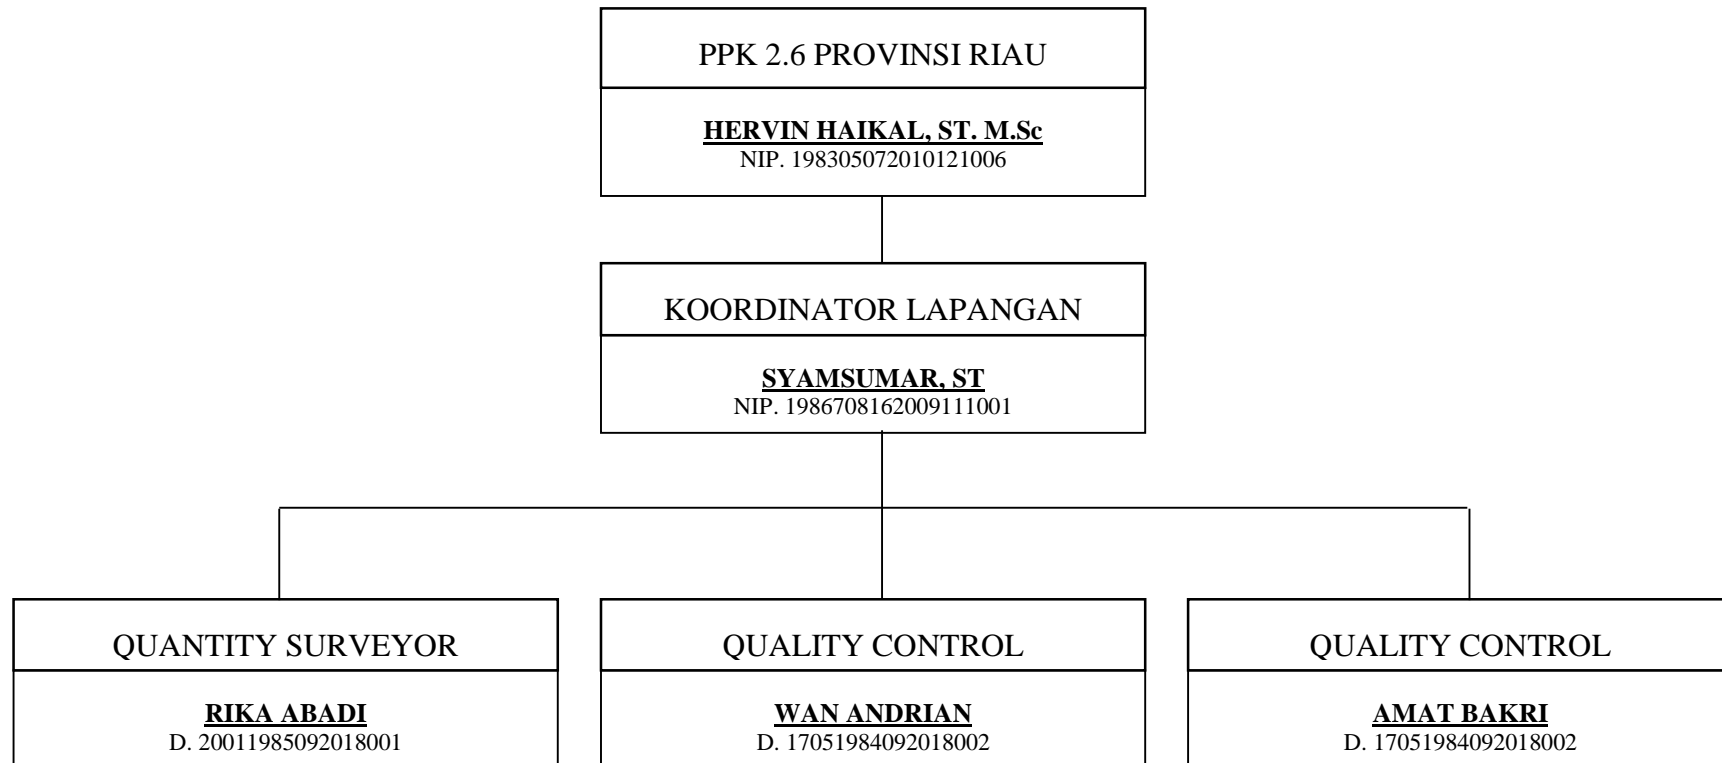 PPK 2.6 PROVINSI RIAU
HERVIN HAIKAL, ST. M.Sc
NIP. 198305072010121006
KOORDINATOR LAPANGAN
SYAMSUMAR, ST
NIP. 1986708162009111001
QUANTITY SURVEYOR
RIKA ABADI
D. 20011985092018001
QUALITY CONTROL
WAN ANDRIAN
D. 17051984092018002
QUALITY CONTROL
AMAT BAKRI
D. 17051984092018002